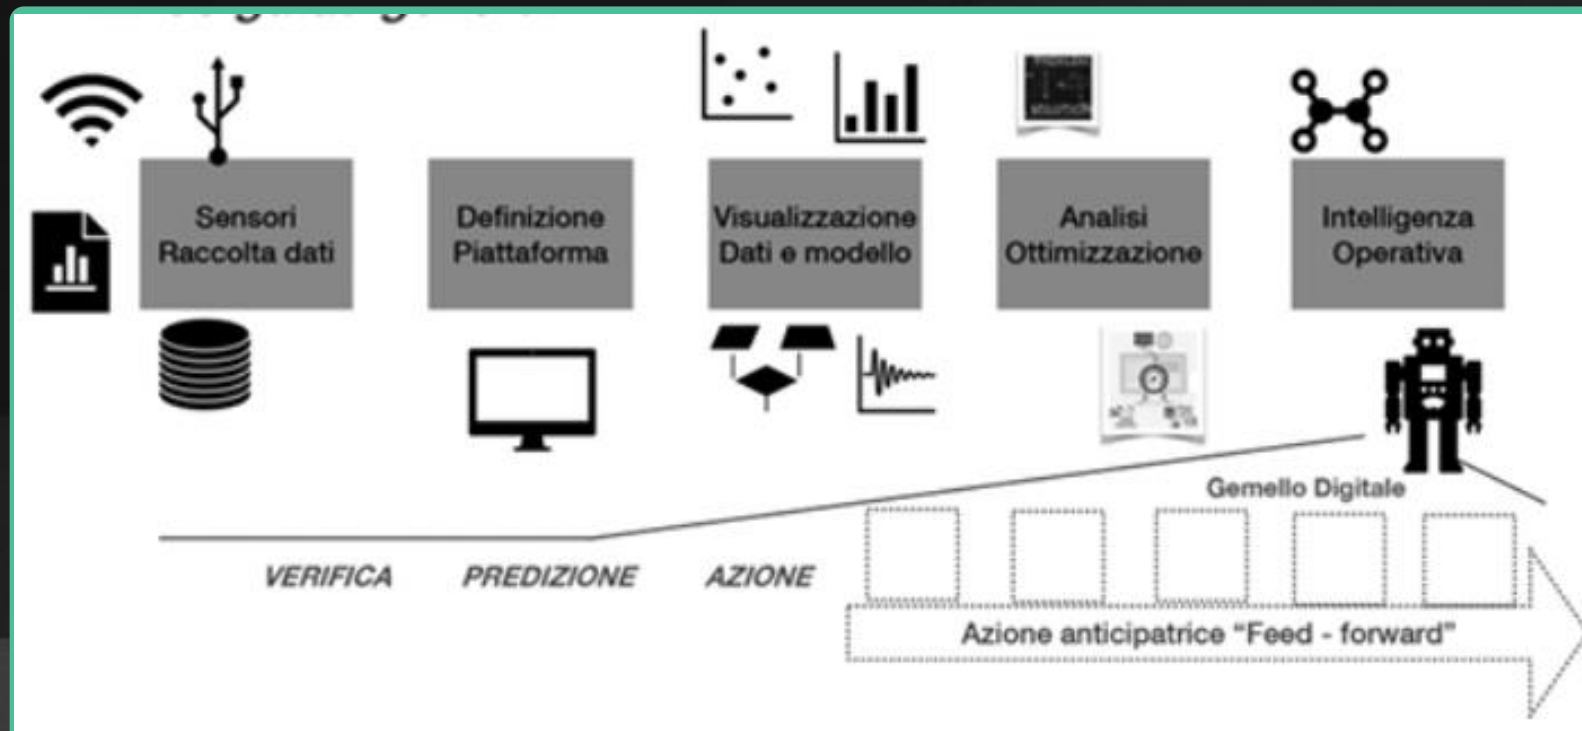 Sensori
Raccolta dati
Definizione
Piattaforma
Visualizzazione
Dati e modello
Analisi
Ottimizzazione
Intelligenza
Operativa
Gemello Digitale
VERIFICA
PREDIZIONE
AZIONE
Azione anticipatrice “Feed - forward”